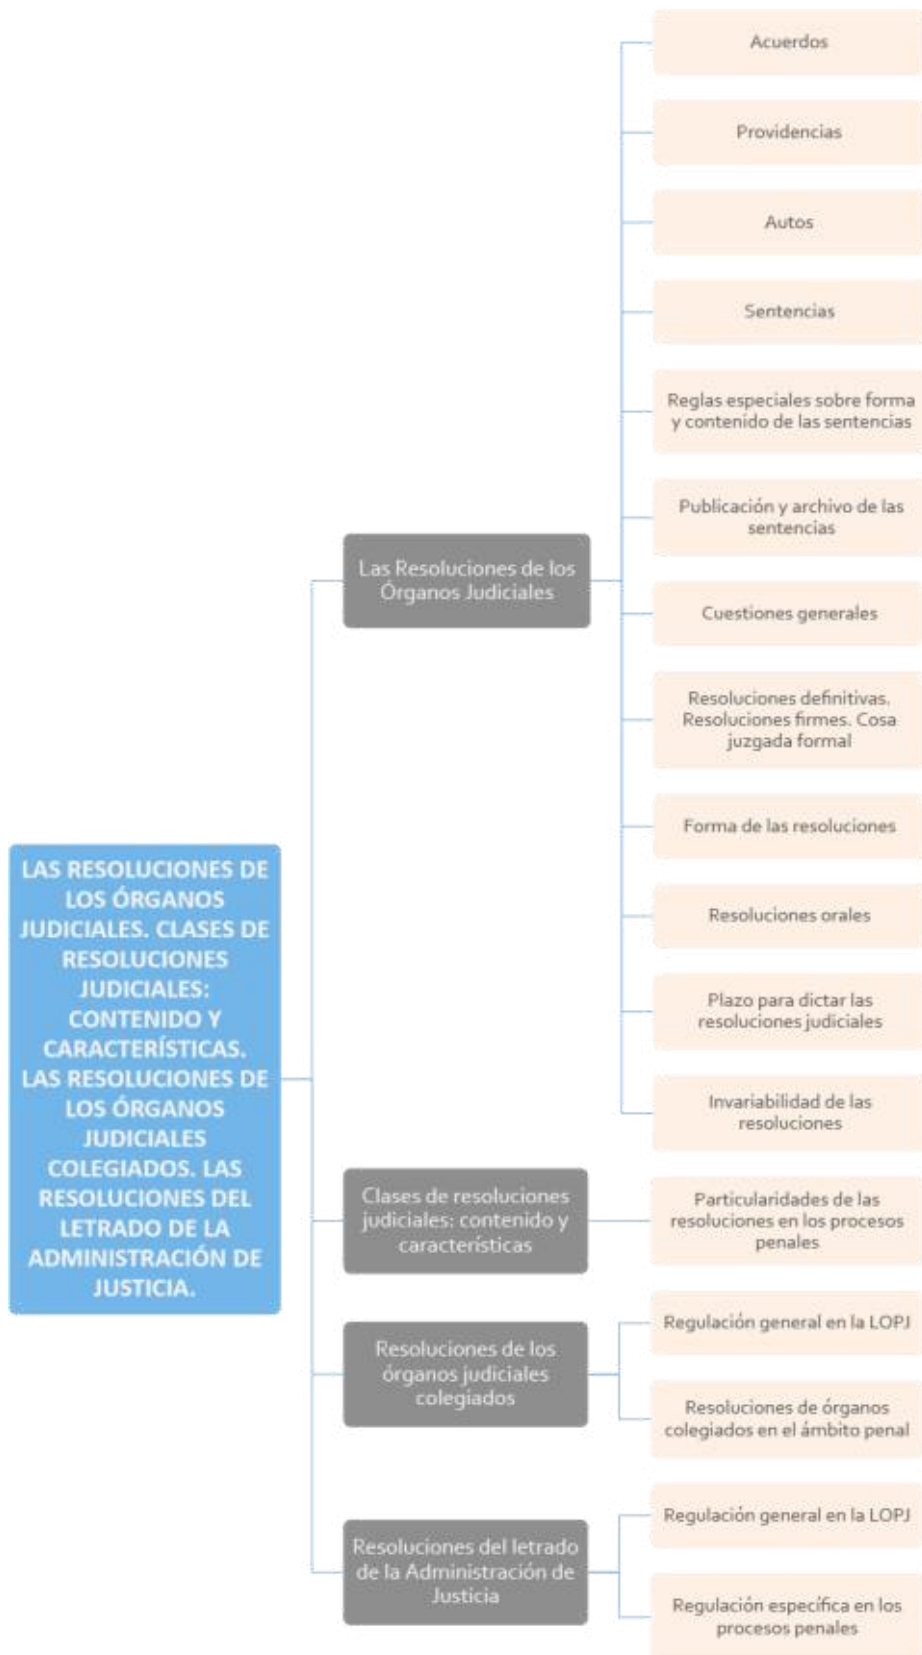 LAS RESOLUCIONES DE
LOS ÓRGANOS
JUDICIALES. CLASES DE
RESOLUCIONES
JUDICIALES:
CONTENIDO Y
CARACTERÍSTICAS.
LAS RESOLUCIONES DE
LOS ÓRGANOS
JUDICIALES
COLEGIADOS. LAS
RESOLUCIONES DEL
LETRADO DE LA
ADMINISTRACIÓN DE
JUSTICIA.
Las Resoluciones de los
Órganos Judiciales
Acuerdos
Providencias
Autos
Sentencias
Reglas especiales sobre forma
y contenido de las sentencias
Publicación y archivo de las
sentencias
Cuestiones generales
Resoluciones definitivas.
Resoluciones firmes. Cosa
juzgada formal
Forma de las resoluciones
Resoluciones orales
Plazo para dictar las
resoluciones judiciales
Invariabilidad de las
resoluciones
Clases de resoluciones
judiciales: contenido y
características
Particularidades de las
resoluciones en los procesos
penales
Resoluciones de los
órganos judiciales
colegiados
Regulación general en la LOPJ
Resoluciones de órganos
colegiados en el ámbito penal
Resoluciones del letrado
de la Administración de
Justicia
Regulación general en la LOPJ
Regulación específica en los
procesos penales